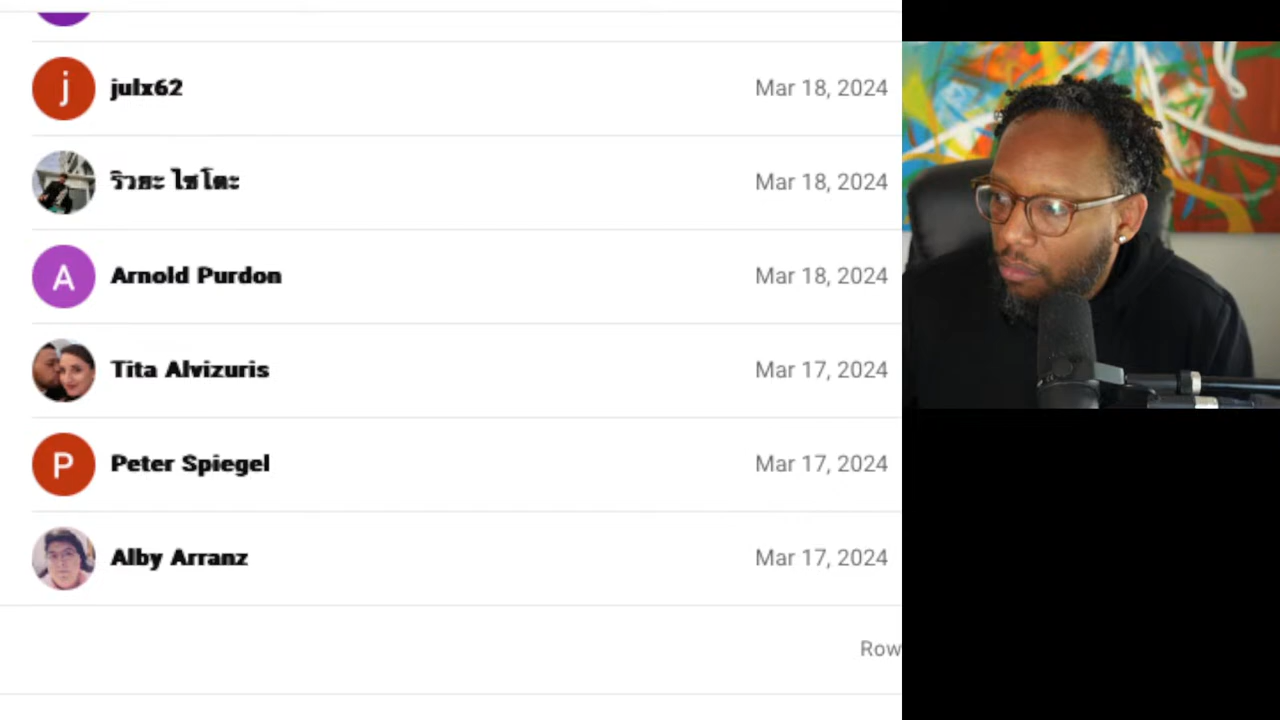 j julx62 Mar 18, 2024
ริวยะ ไซโตะ Mar 18, 2024
A Arnold Purdon Mar 18, 2024
Tita Alvizuris Mar 17, 2024
P Peter Spiegel Mar 17, 2024
Alby Arranz Mar 17, 2024
Row